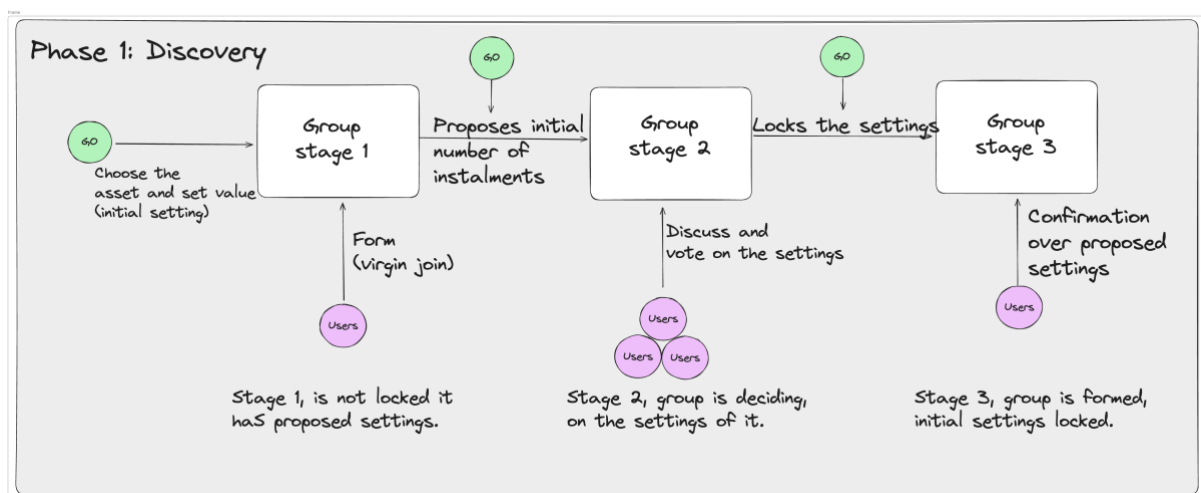 Frame
Phase 1: Discovery
GO
GO
GO
Group
stage 1
Proposes initial
number of
instalments
Group
stage 2
Locks the settings
Group
stage 3
Choose the
asset and set value
(initial setting)
Form
(virgin join)
Discuss and
vote on the settings
Confirmation
over proposed
settings
Users
Users
Users
Users
Users
Stage 1, is not locked it
haS proposed settings.
Stage 2, group is deciding,
on the settings of it.
Stage 3, group is formed,
initial settings locked.